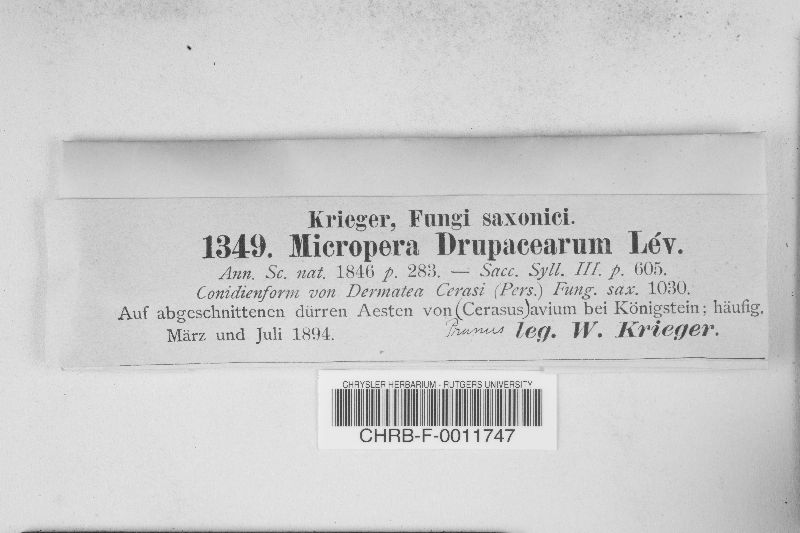 Krieger, Fungi saxonici.
1349. Micropera Drupacearum Lév.
Ann. Sc. nat. 1846 p. 283. — Sacc. Syll. III. p. 605.
Conidienform von Dermatea Cerasi (Pers.) Fung. sax. 1030.
Auf abgeschnittenen dürren Aesten von (Cerasus) avium bei Königstein; häufig.
März und Juli 1894. Prunus leg. W. Krieger.
CHRYSLER HERBARIUM - RUTGERS UNIVERSITY
CHRB-F-0011747